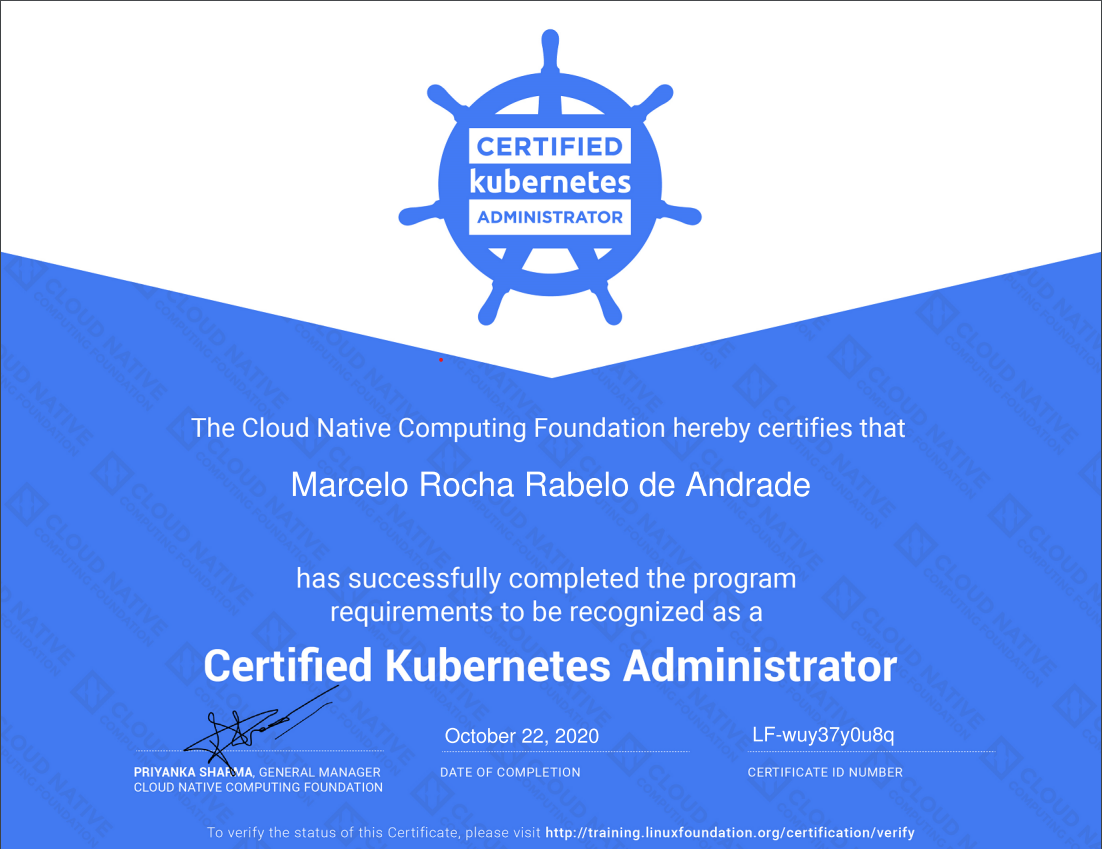 CERTIFIED
kubernetes
ADMINISTRATOR
The Cloud Native Computing Foundation hereby certifies that
Marcelo Rocha Rabelo de Andrade
has successfully completed the program
requirements to be recognized as a
Certified Kubernetes Administrator
October 22, 2020
LF-wuy37y0u8q
PRIYANKA SHARMA, GENERAL MANAGER
CLOUD NATIVE COMPUTING FOUNDATION
DATE OF COMPLETION
CERTIFICATE ID NUMBER
To verify the status of this Certificate, please visit http://training.linuxfoundation.org/certification/verify